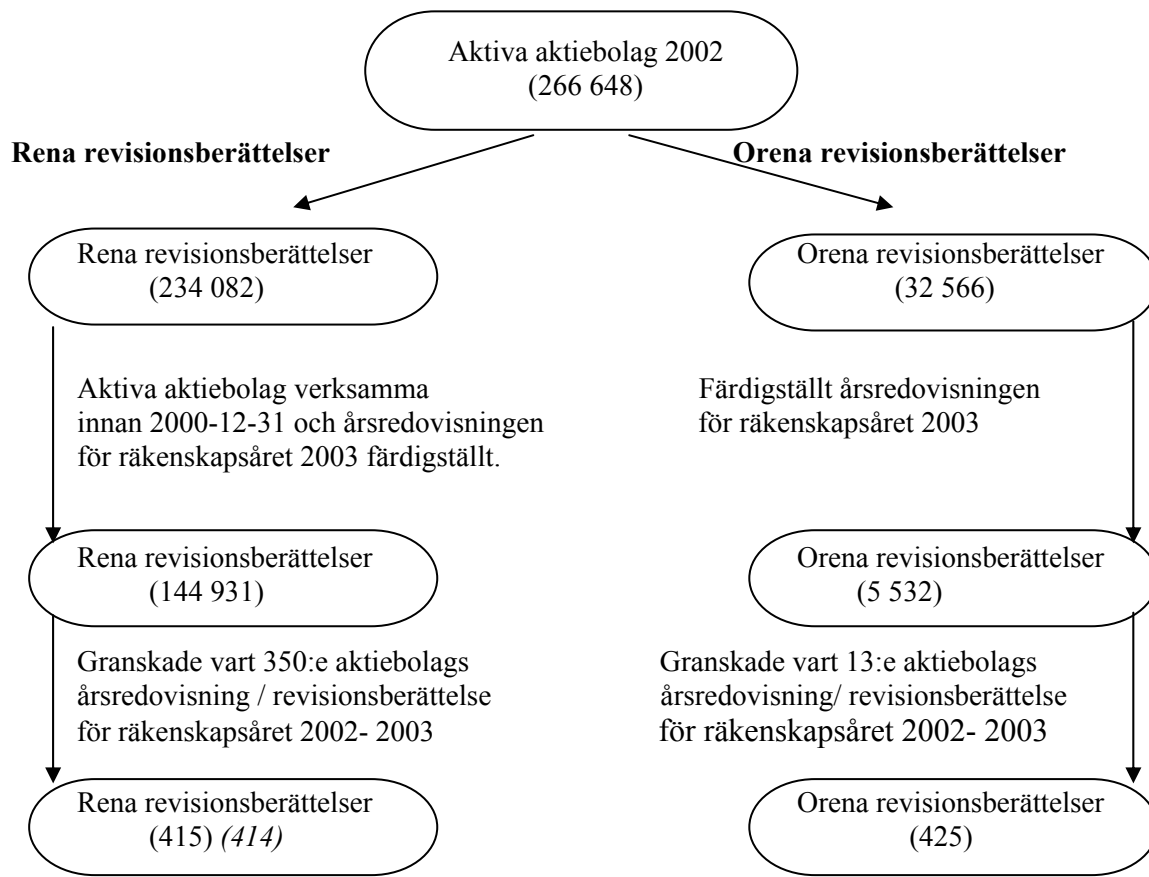 Aktiva aktiebolag 2002
(266 648)
Rena revisionsberättelser
Orena revisionsberättelser
Rena revisionsberättelser
(234 082)
Orena revisionsberättelser
(32 566)
Aktiva aktiebolag verksamma
innan 2000-12-31 och årsredovisningen
för räkenskapsåret 2003 färdigställt.
Färdigställt årsredovisningen
för räkenskapsåret 2003
Rena revisionsberättelser
(144 931)
Orena revisionsberättelser
(5 532)
Granskade vart 350:e aktiebolags
årsredovisning / revisionsberättelse
för räkenskapsåret 2002- 2003
Granskade vart 13:e aktiebolags
årsredovisning/ revisionsberättelse
för räkenskapsåret 2002- 2003
Rena revisionsberättelser
(415) (414)
Orena revisionsberättelser
(425)